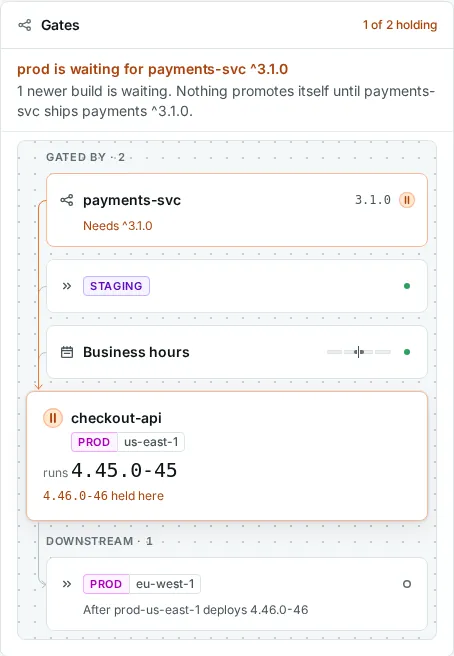 Gates
1 of 2 holding
prod is waiting for payments-svc ^3.1.0
1 newer build is waiting. Nothing promotes itself until payments-
svc ships payments ^3.1.0.
GATED BY · 2
payments-svc
3.1.0
Needs ^3.1.0
STAGING
Business hours
checkout-api
PROD us-east-1
runs 4.45.0-45
4.46.0-46 held here
DOWNSTREAM · 1
PROD eu-west-1
After prod-us-east-1 deploys 4.46.0-46